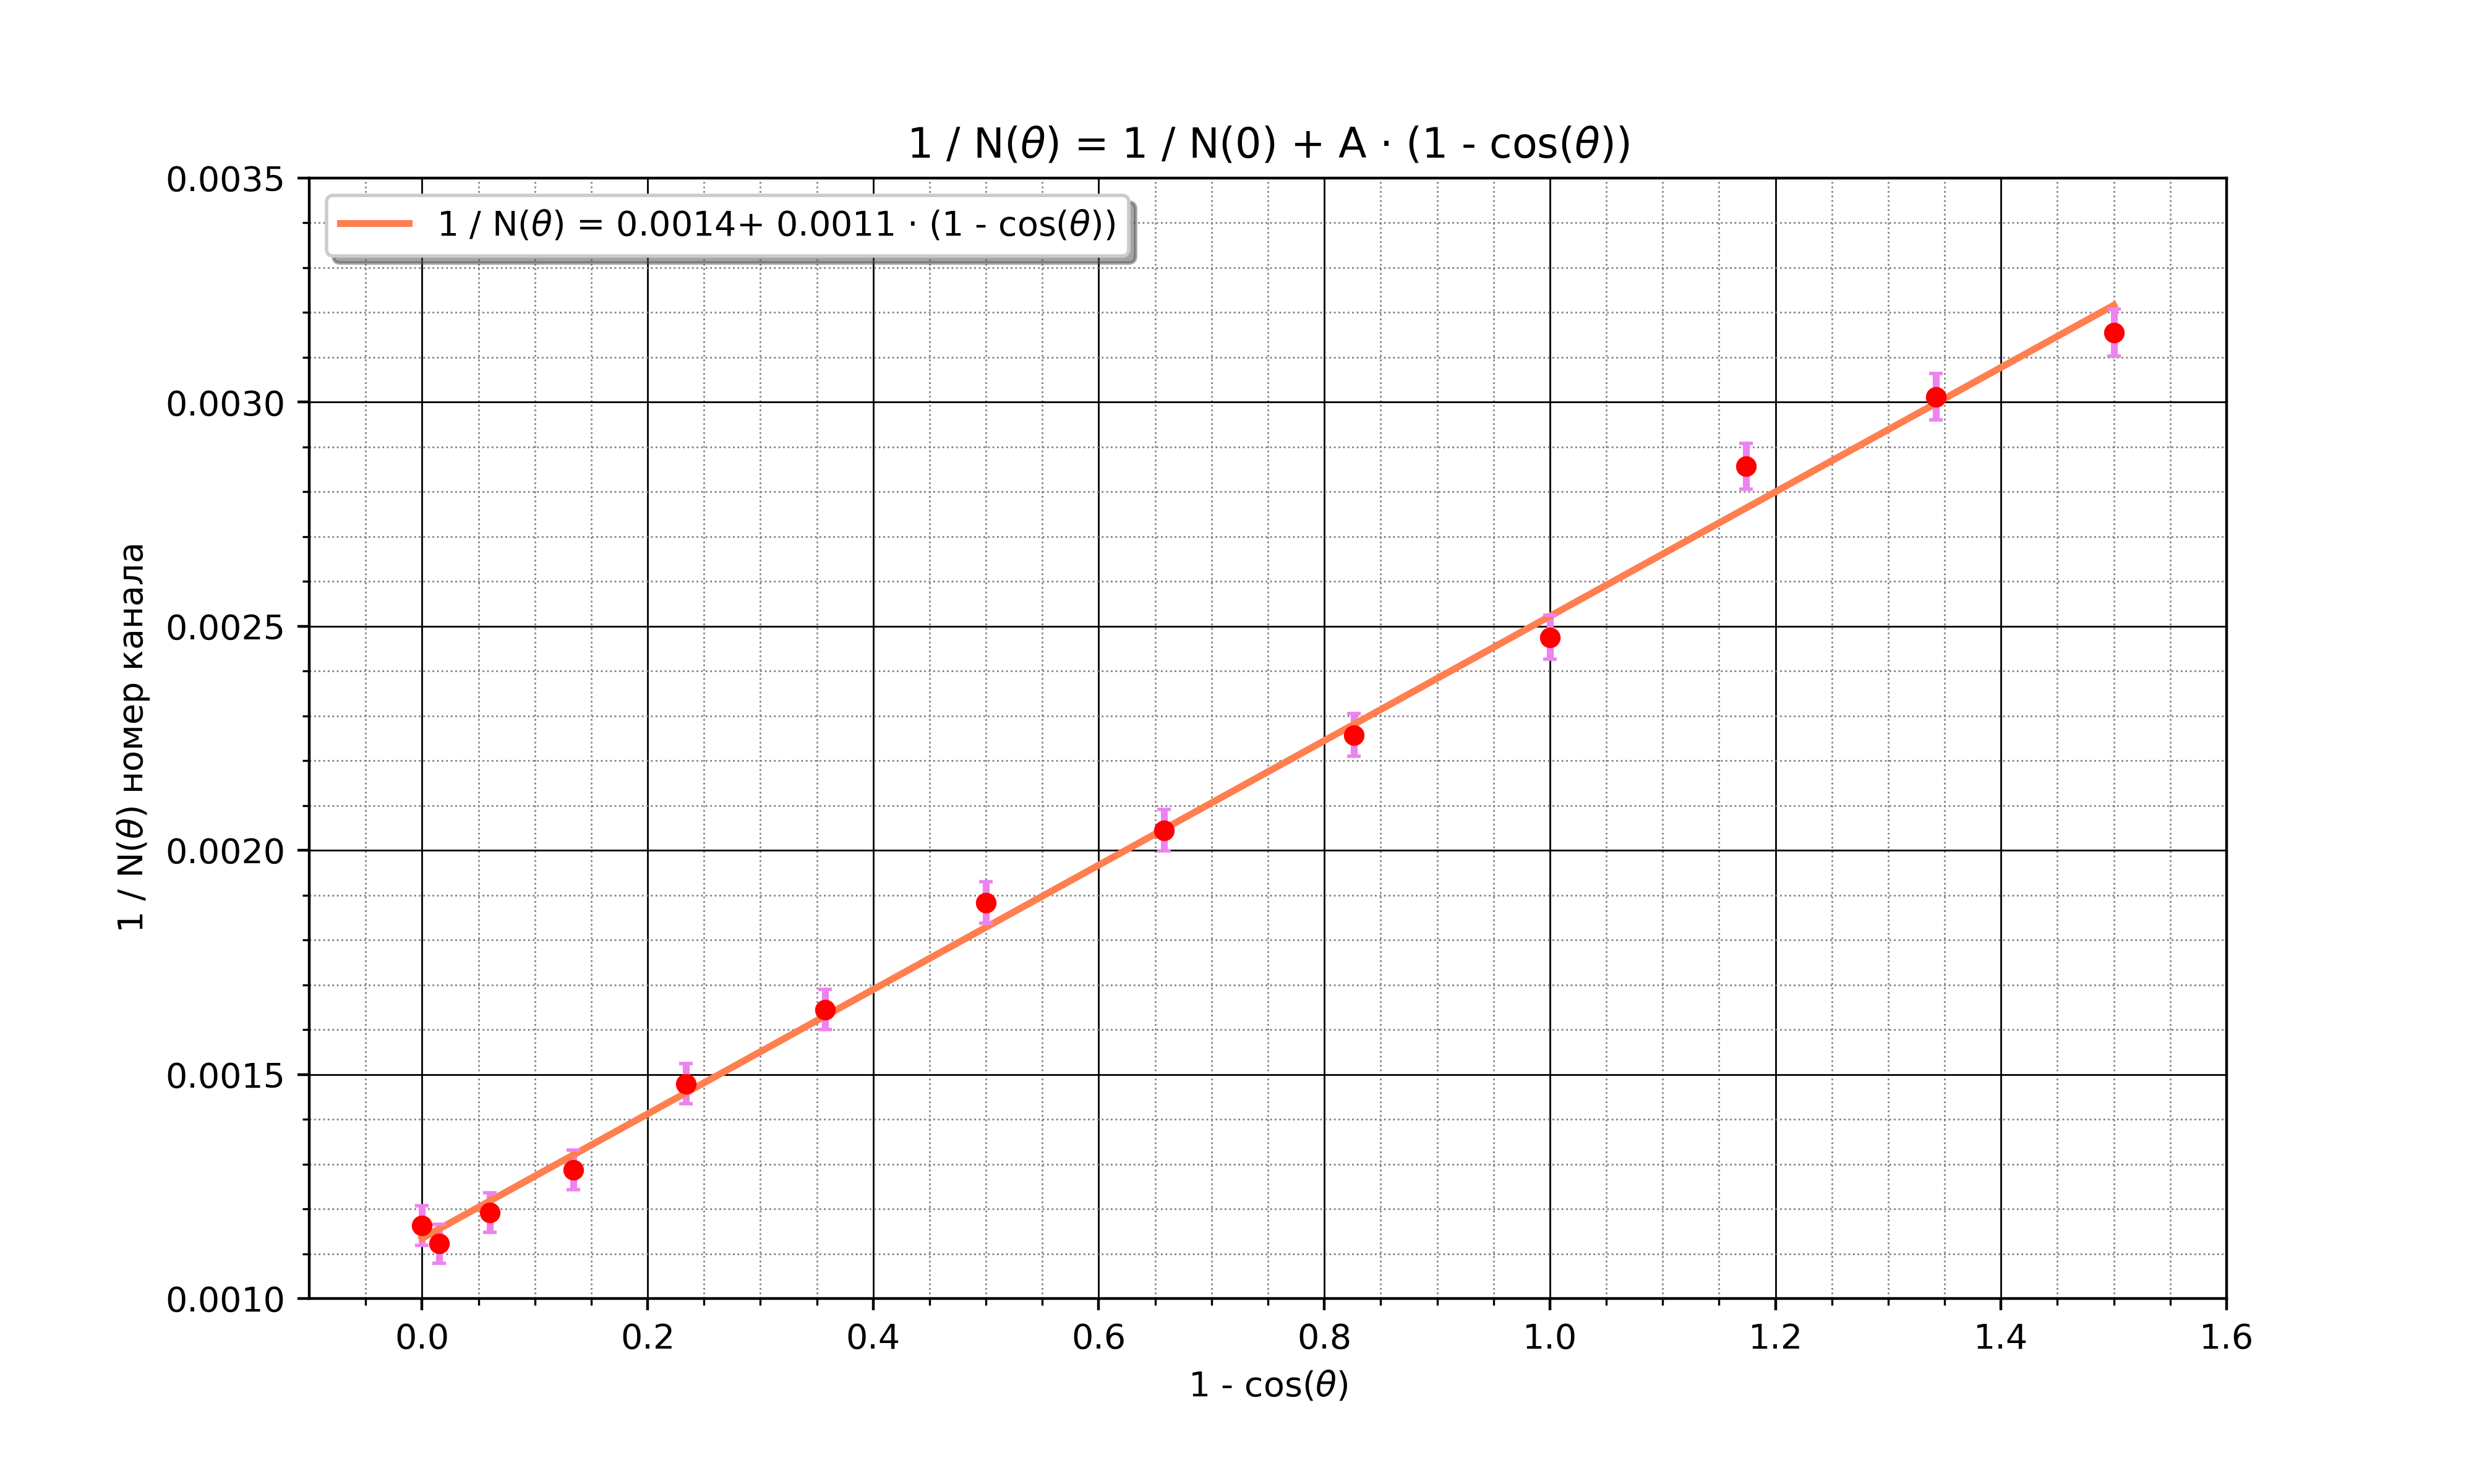 1 / N(θ) = 1 / N(0) + A · (1 - cos(θ))
1 / N(θ) = 0.0014+ 0.0011 · (1 - cos(θ))
0.0035
0.0030
0.0025
0.0020
0.0015
0.0010
1 / N(θ) номер канала
0.0 0.2 0.4 0.6 0.8 1.0 1.2 1.4 1.6
1 - cos(θ)